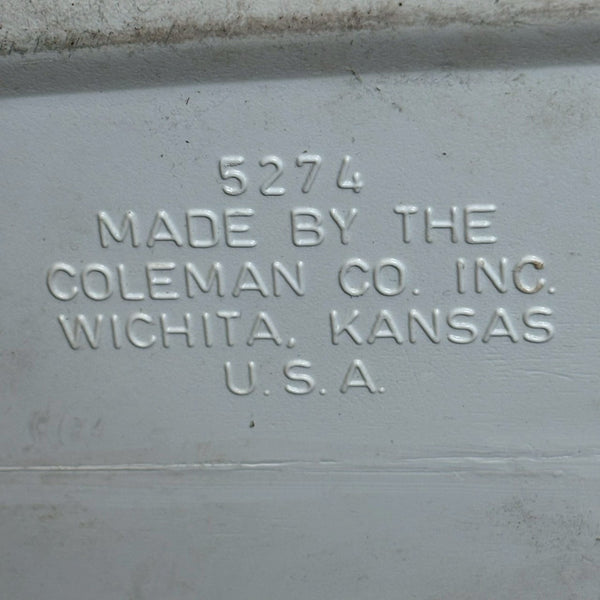 5274
MADE BY THE
COLEMAN CO. INC.
WICHITA, KANSAS
U.S.A.